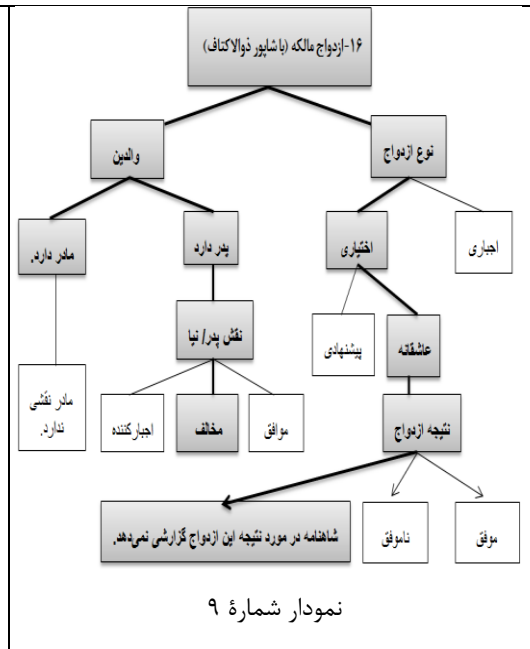 ۱۶-ازدواج مالکه (با شاپور ذوالاکتاف)
نوع ازدواج
والدین
اجباری
اختیاری
پدر دارد
مادر دارد.
عاشقانه
پیشنهادی
نقش پدر/ نیا
مادر نقشی
ندارد.
نتیجه ازدواج
موافق
مخالف
اجبارکننده
موفق
ناموفق
شاهنامه در مورد نتیجه این ازدواج گزارشی نمی‌دهد.
نمودار شمارۀ ۹